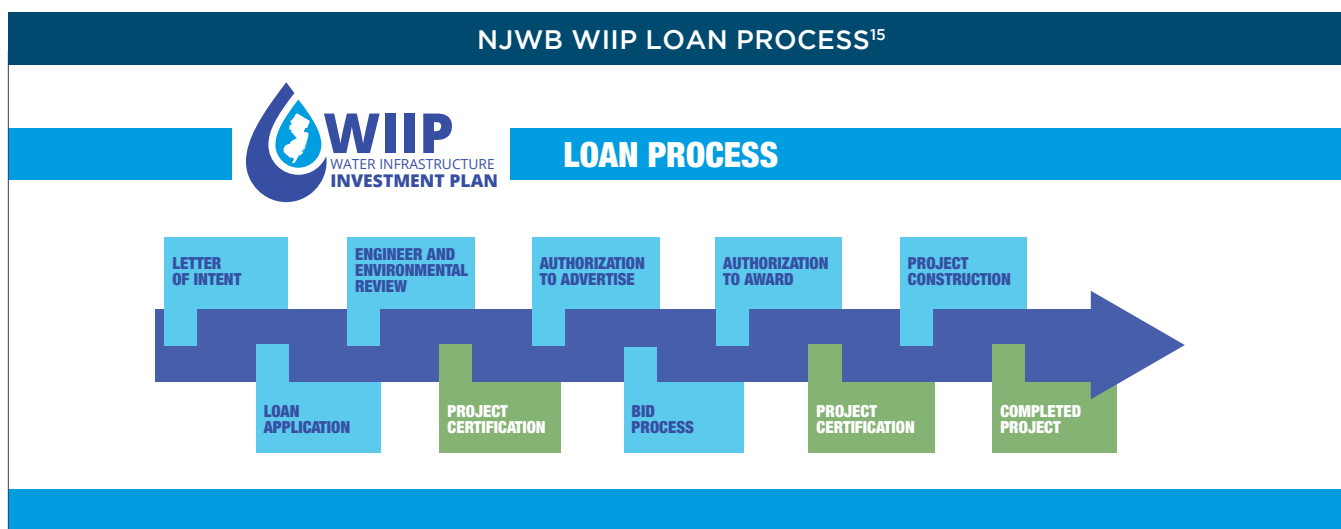 NJWB WIIP LOAN PROCESS15
WIIP
WATER INFRASTRUCTURE
INVESTMENT PLAN
LOAN PROCESS
LETTER
OF INTENT
LOAN
APPLICATION
ENGINEER AND
ENVIRONMENTAL
REVIEW
PROJECT
CERTIFICATION
AUTHORIZATION
TO ADVERTISE
BID
PROCESS
AUTHORIZATION
TO AWARD
PROJECT
CERTIFICATION
PROJECT
CONSTRUCTION
COMPLETED
PROJECT